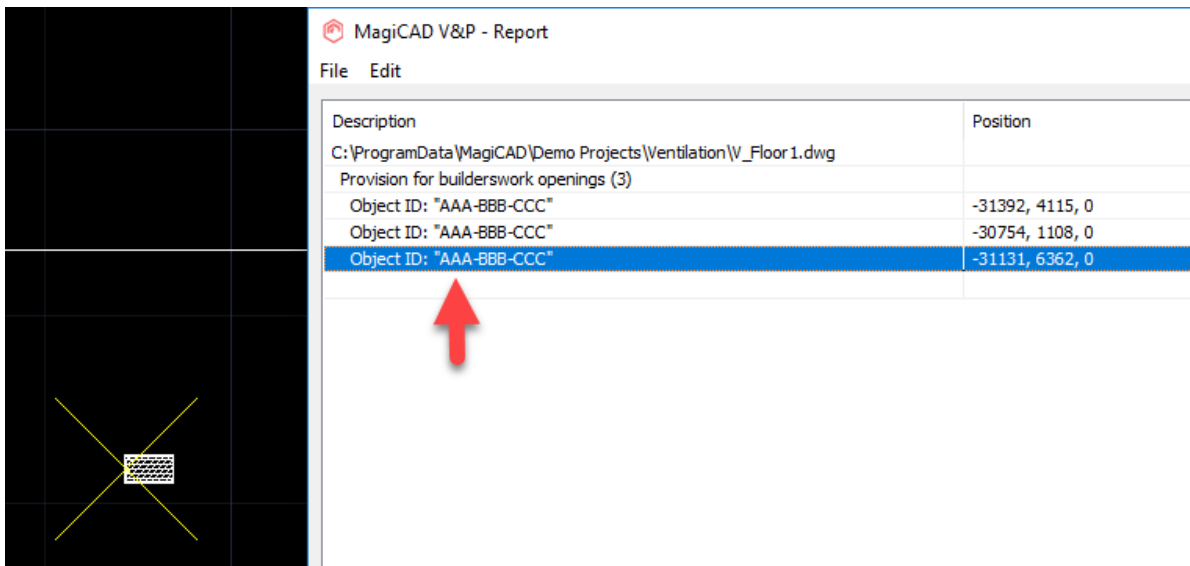 MagiCAD V&P - Report
File Edit
Description Position
C:\ProgramData\MagiCAD\Demo Projects\Ventilation\V_Floor1.dwg
Provision for builderswork openings (3)
Object ID: "AAA-BBB-CCC" -31392, 4115, 0
Object ID: "AAA-BBB-CCC" -30754, 1108, 0
Object ID: "AAA-BBB-CCC" -31131, 6362, 0